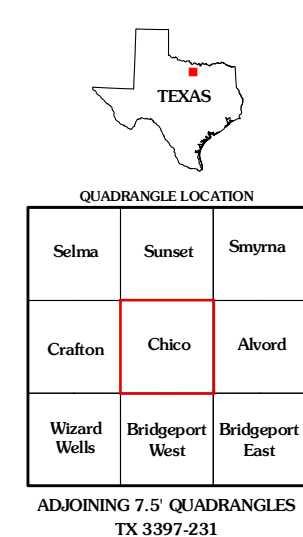 TEXAS
QUADRANGLE LOCATION
Selma
Sunset
Smyrna
Crafton
Chico
Alvord
Wizard
Wells
Bridgeport
West
Bridgeport
East
ADJOINING 7.5' QUADRANGLES
TX 3397-231